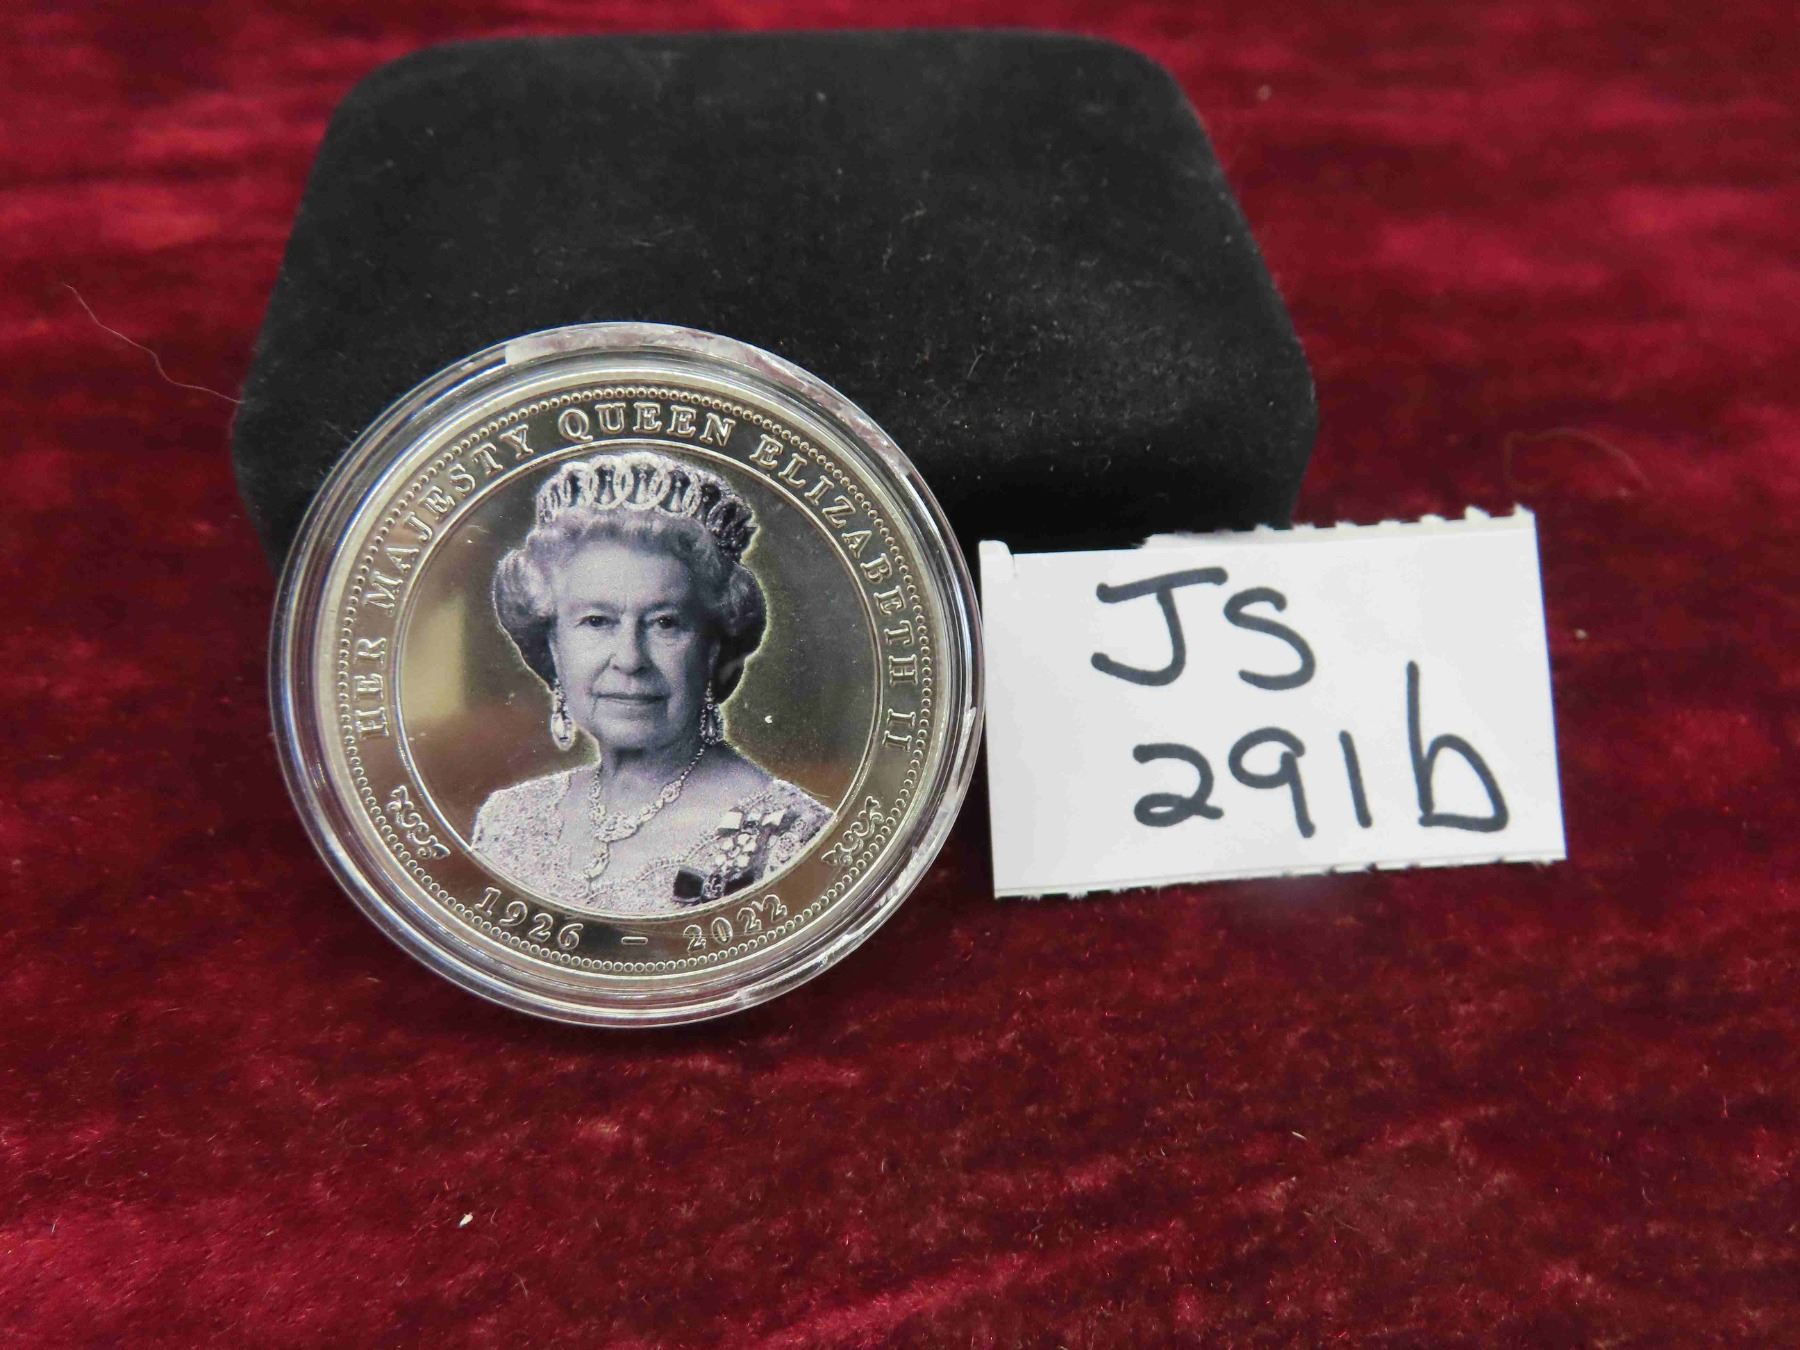 HER MAJESTY QUEEN ELIZABETH II
1926 - 2022
JS
291b